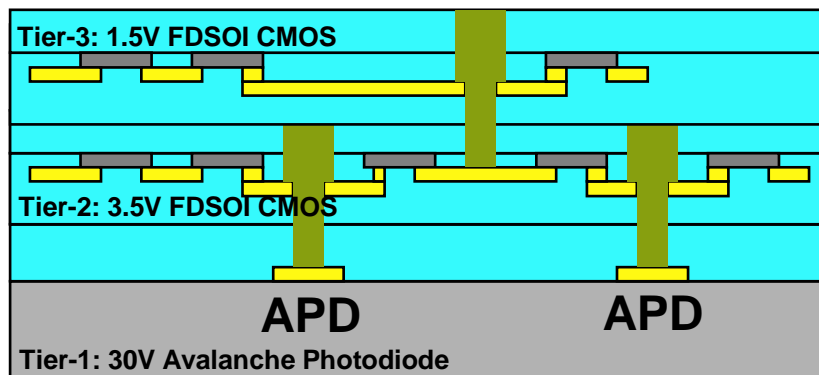 Tier-3: 1.5V FDSOI CMOS
Tier-2: 3.5V FDSOI CMOS
APD APD
Tier-1: 30V Avalanche Photodiode